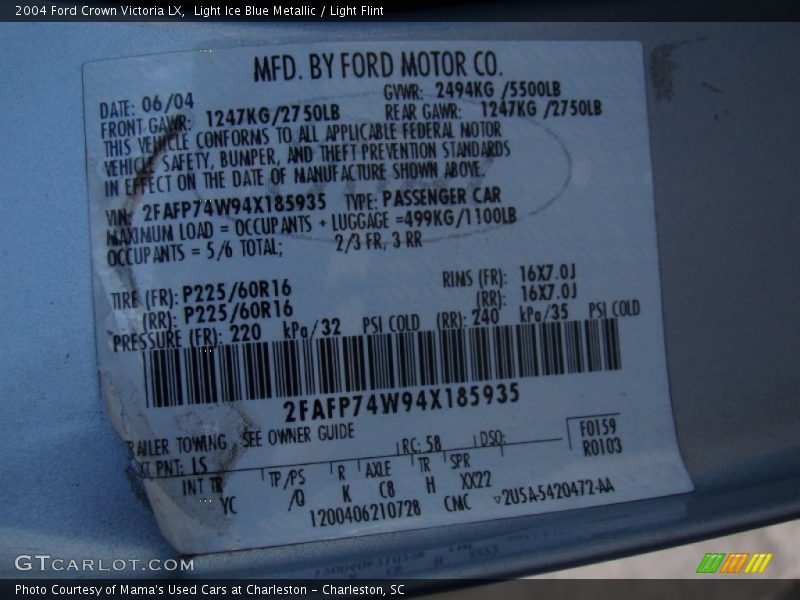 2004 Ford Crown Victoria LX, Light Ice Blue Metallic / Light Flint
MFD. BY FORD MOTOR CO.
DATE: 06/04 GVWR: 2494KG /5500LB
FRONT GAWR: 1247KG/2750LB REAR GAWR: 1247KG /2750LB
THIS VEHICLE CONFORMS TO ALL APPLICABLE FEDERAL MOTOR
VEHICLE SAFETY, BUMPER, AND THEFT PREVENTION STANDARDS
IN EFFECT ON THE DATE OF MANUFACTURE SHOWN ABOVE.
VIN: 2FAFP74W94X185935 TYPE: PASSENGER CAR
MAXIMUM LOAD = OCCUPANTS + LUGGAGE =499KG/1100LB
OCCUPANTS = 5/6 TOTAL; 2/3 FR, 3 RR
TIRE (FR): P225/60R16 RIMS (FR): 16X7.0J
(RR): P225/60R16 (RR): 16X7.0J
PRESSURE (FR): 220 kPa/32 PSI COLD (RR): 240 kPa/35 PSI COLD
2FAFP74W94X185935
RAILER TOWING - SEE OWNER GUIDE RC: 58 DSO: F0159
XT PNT: LS R0103
INT TR TP/PS R AXLE TR SPR
YC /Q K C8 H XX22
1200406210728 CMC ▽2U5A-5420472-AA
GTCARLOT.COM
Photo Courtesy of Mama's Used Cars at Charleston - Charleston, SC